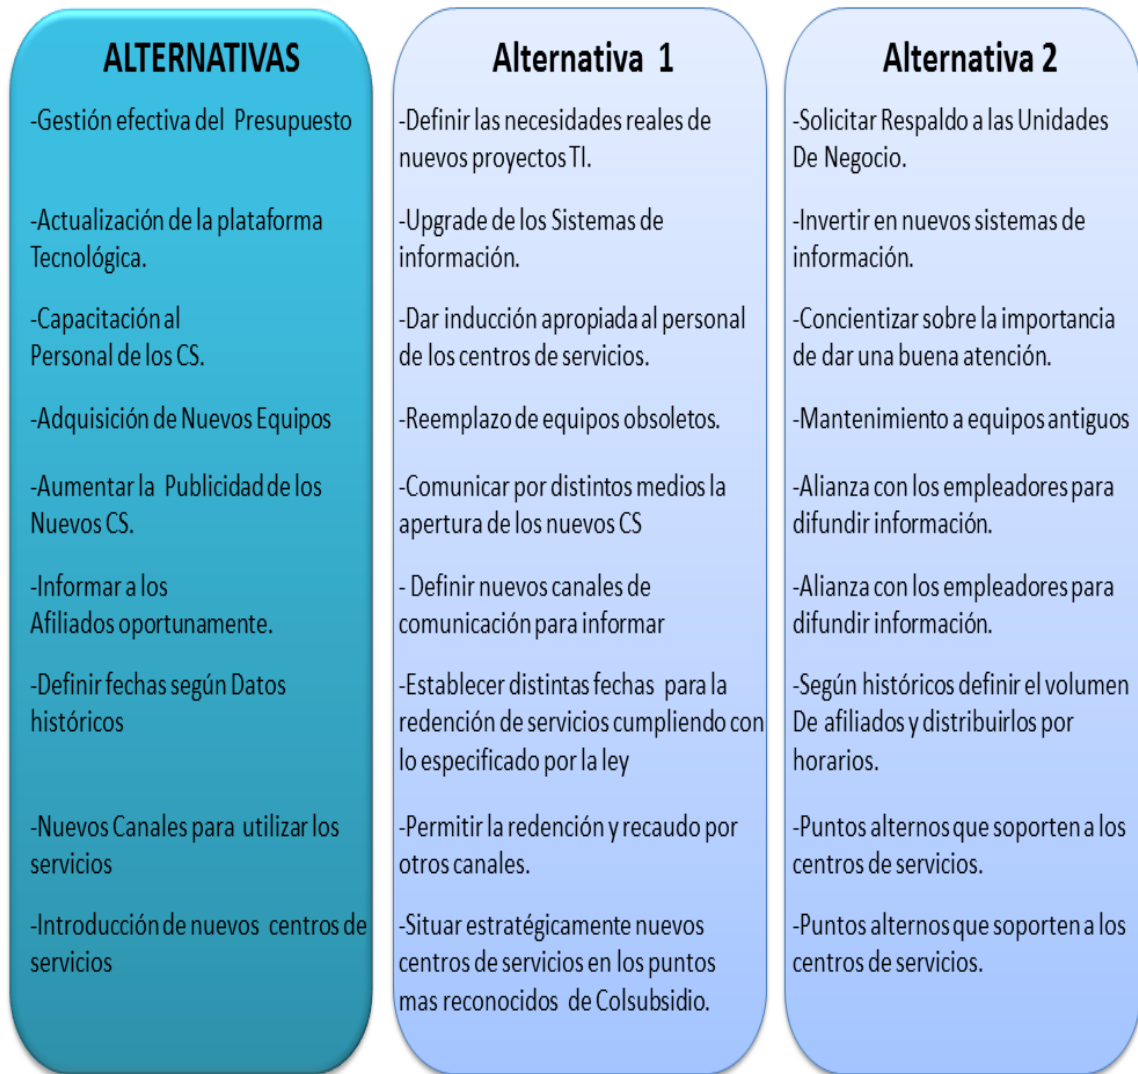 ALTERNATIVAS
-Gestión efectiva del Presupuesto
-Actualización de la plataforma
Tecnológica.
-Capacitación al
Personal de los CS.
-Adquisición de Nuevos Equipos
-Aumentar la Publicidad de los
Nuevos CS.
-Informar a los
Afiliados oportunamente.
-Definir fechas según Datos
históricos
-Nuevos Canales para utilizar los
servicios
-Introducción de nuevos centros de
servicios
Alternativa 1
-Definir las necesidades reales de
nuevos proyectos TI.
-Upgrade de los Sistemas de
información.
-Dar inducción apropiada al personal
de los centros de servicios.
-Reemplazo de equipos obsoletos.
-Comunicar por distintos medios la
apertura de los nuevos CS
- Definir nuevos canales de
comunicación para informar
-Establecer distintas fechas para la
redención de servicios cumpliendo con
lo especificado por la ley
-Permitir la redención y recaudo por
otros canales.
-Situar estratégicamente nuevos
centros de servicios en los puntos
mas reconocidos de Colsubsidio.
Alternativa 2
-Solicitar Respaldo a las Unidades
De Negocio.
-Invertir en nuevos sistemas de
información.
-Concientizar sobre la importancia
de dar una buena atención.
-Mantenimiento a equipos antiguos
-Alianza con los empleadores para
difundir información.
-Alianza con los empleadores para
difundir información.
-Según históricos definir el volumen
De afiliados y distribuirlos por
horarios.
-Puntos alternos que soporten a los
centros de servicios.
-Puntos alternos que soporten a los
centros de servicios.